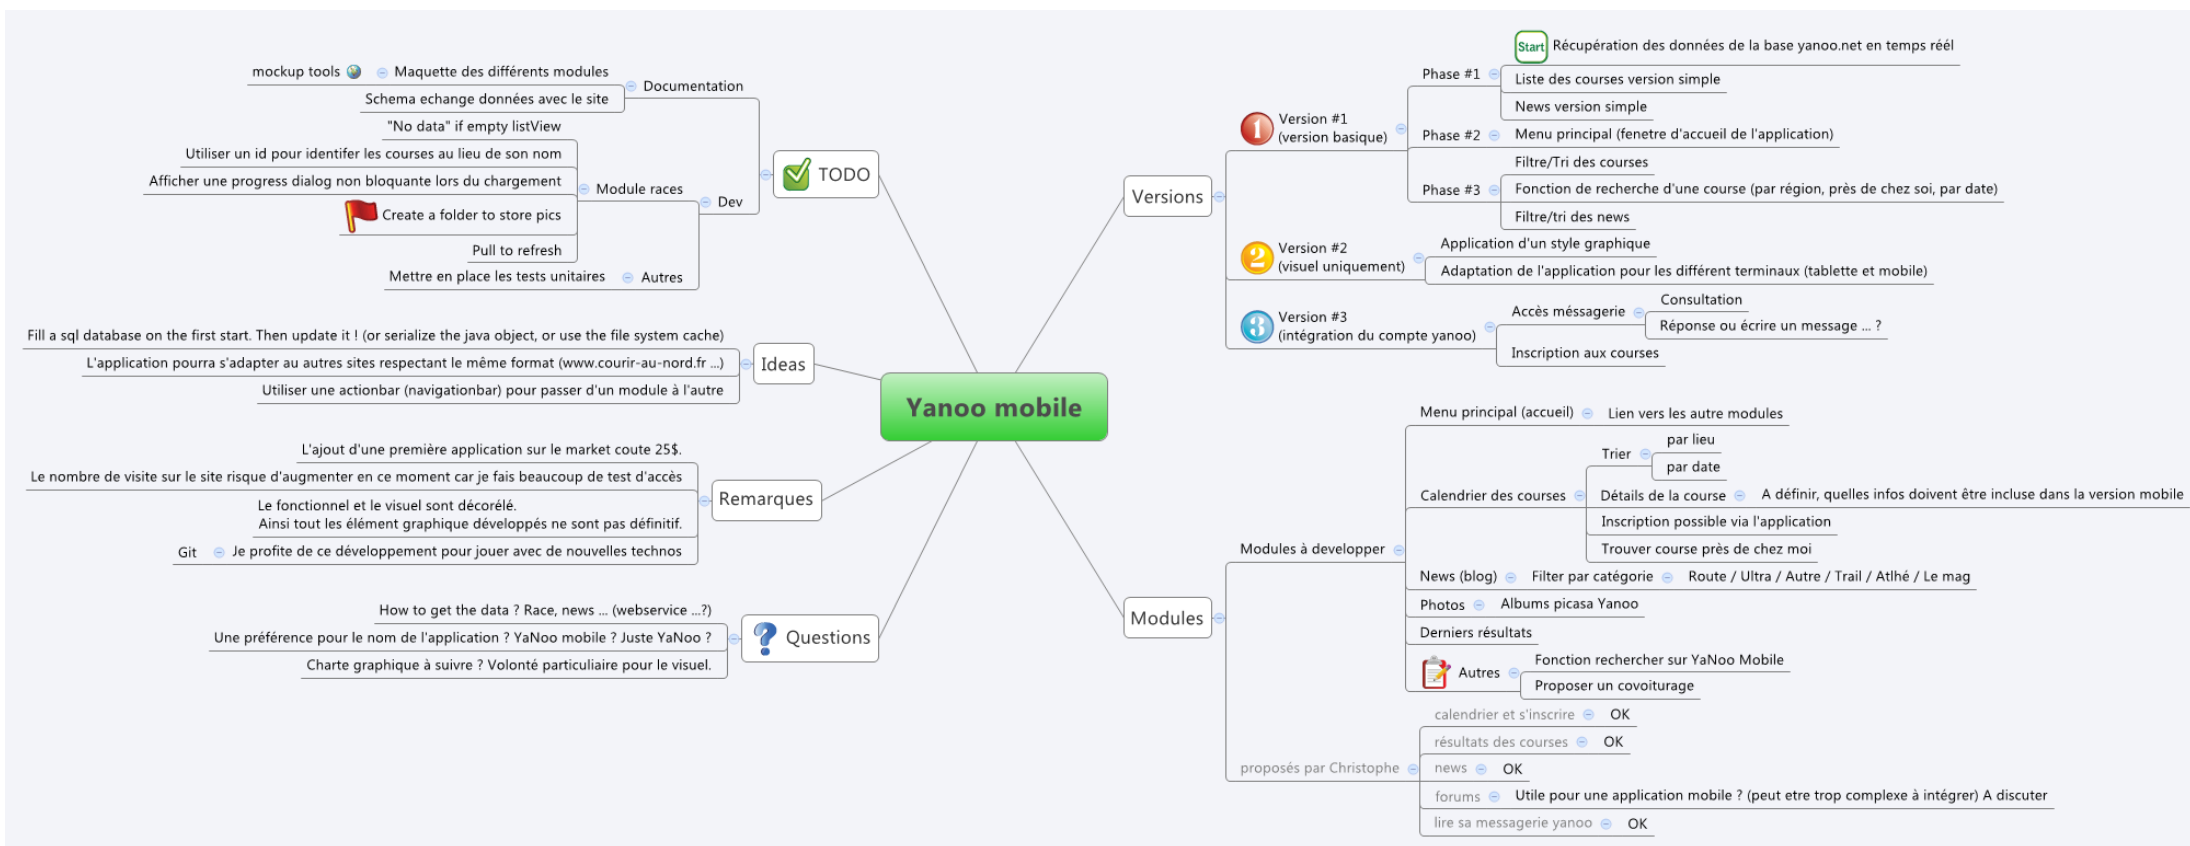 Yanoo mobile
TODO
Documentation
Maquette des différents modules
mockup tools
Schema echange données avec le site
Dev
Module races
"No data" if empty listView
Utiliser un id pour identifer les courses au lieu de son nom
Afficher une progress dialog non bloquante lors du chargement
Create a folder to store pics
Pull to refresh
Autres
Mettre en place les tests unitaires
Ideas
Fill a sql database on the first start. Then update it ! (or serialize the java object, or use the file system cache)
L'application pourra s'adapter au autres sites respectant le même format (www.courir-au-nord.fr ...)
Utiliser une actionbar (navigationbar) pour passer d'un module à l'autre
Remarques
L'ajout d'une première application sur le market coute 25$.
Le nombre de visite sur le site risque d'augmenter en ce moment car je fais beaucoup de test d'accès
Le fonctionnel et le visuel sont décorélé.
Ainsi tout les élément graphique développés ne sont pas définitif.
Je profite de ce développement pour jouer avec de nouvelles technos
Git
? Questions
How to get the data ? Race, news ... (webservice ...?)
Une préférence pour le nom de l'application ? YaNoo mobile ? Juste YaNoo ?
Charte graphique à suivre ? Volonté particuliaire pour le visuel.
Versions
1 Version #1
(version basique)
Phase #1
Start Récupération des données de la base yanoo.net en temps réél
Liste des courses version simple
News version simple
Phase #2
Menu principal (fenetre d'accueil de l'application)
Phase #3
Filtre/Tri des courses
Fonction de recherche d'une course (par région, près de chez soi, par date)
Filtre/tri des news
2 Version #2
(visuel uniquement)
Application d'un style graphique
Adaptation de l'application pour les différent terminaux (tablette et mobile)
3 Version #3
(intégration du compte yanoo)
Accès méssagerie
Consultation
Réponse ou écrire un message ... ?
Inscription aux courses
Modules
Modules à developper
Menu principal (accueil)
Lien vers les autre modules
Calendrier des courses
Trier
par lieu
par date
Détails de la course
A définir, quelles infos doivent être incluse dans la version mobile
Inscription possible via l'application
Trouver course près de chez moi
News (blog)
Filter par catégorie
Route / Ultra / Autre / Trail / Atlhé / Le mag
Photos
Albums picasa Yanoo
Derniers résultats
Autres
Fonction rechercher sur YaNoo Mobile
Proposer un covoiturage
proposés par Christophe
calendrier et s'inscrire
OK
résultats des courses
OK
news
OK
forums
Utile pour une application mobile ? (peut etre trop complexe à intégrer) A discuter
lire sa messagerie yanoo
OK